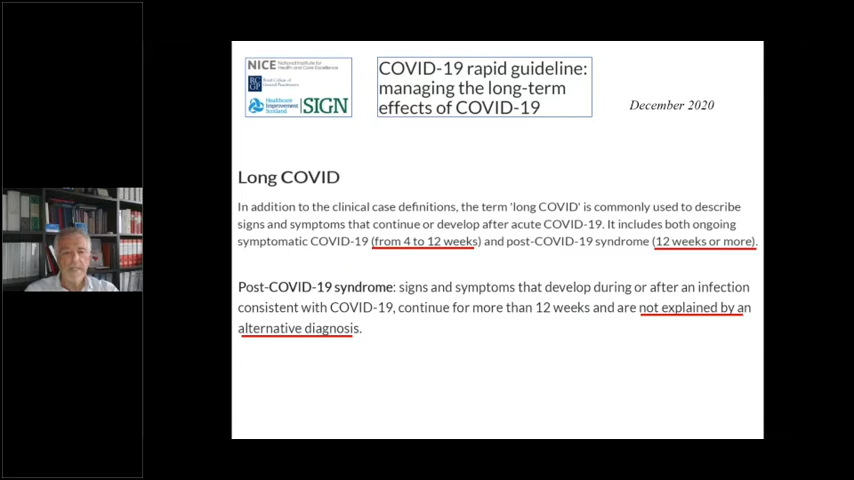 NICE National Institute for
Health and Care Excellence
RC
GP
Royal College of
General Practitioners
Healthcare
Improvement
Scotland
SIGN
COVID-19 rapid guideline:
managing the long-term
effects of COVID-19
December 2020
Long COVID
In addition to the clinical case definitions, the term 'long COVID' is commonly used to describe
signs and symptoms that continue or develop after acute COVID-19. It includes both ongoing
symptomatic COVID-19 (from 4 to 12 weeks) and post-COVID-19 syndrome (12 weeks or more).
Post-COVID-19 syndrome: signs and symptoms that develop during or after an infection
consistent with COVID-19, continue for more than 12 weeks and are not explained by an
alternative diagnosis.